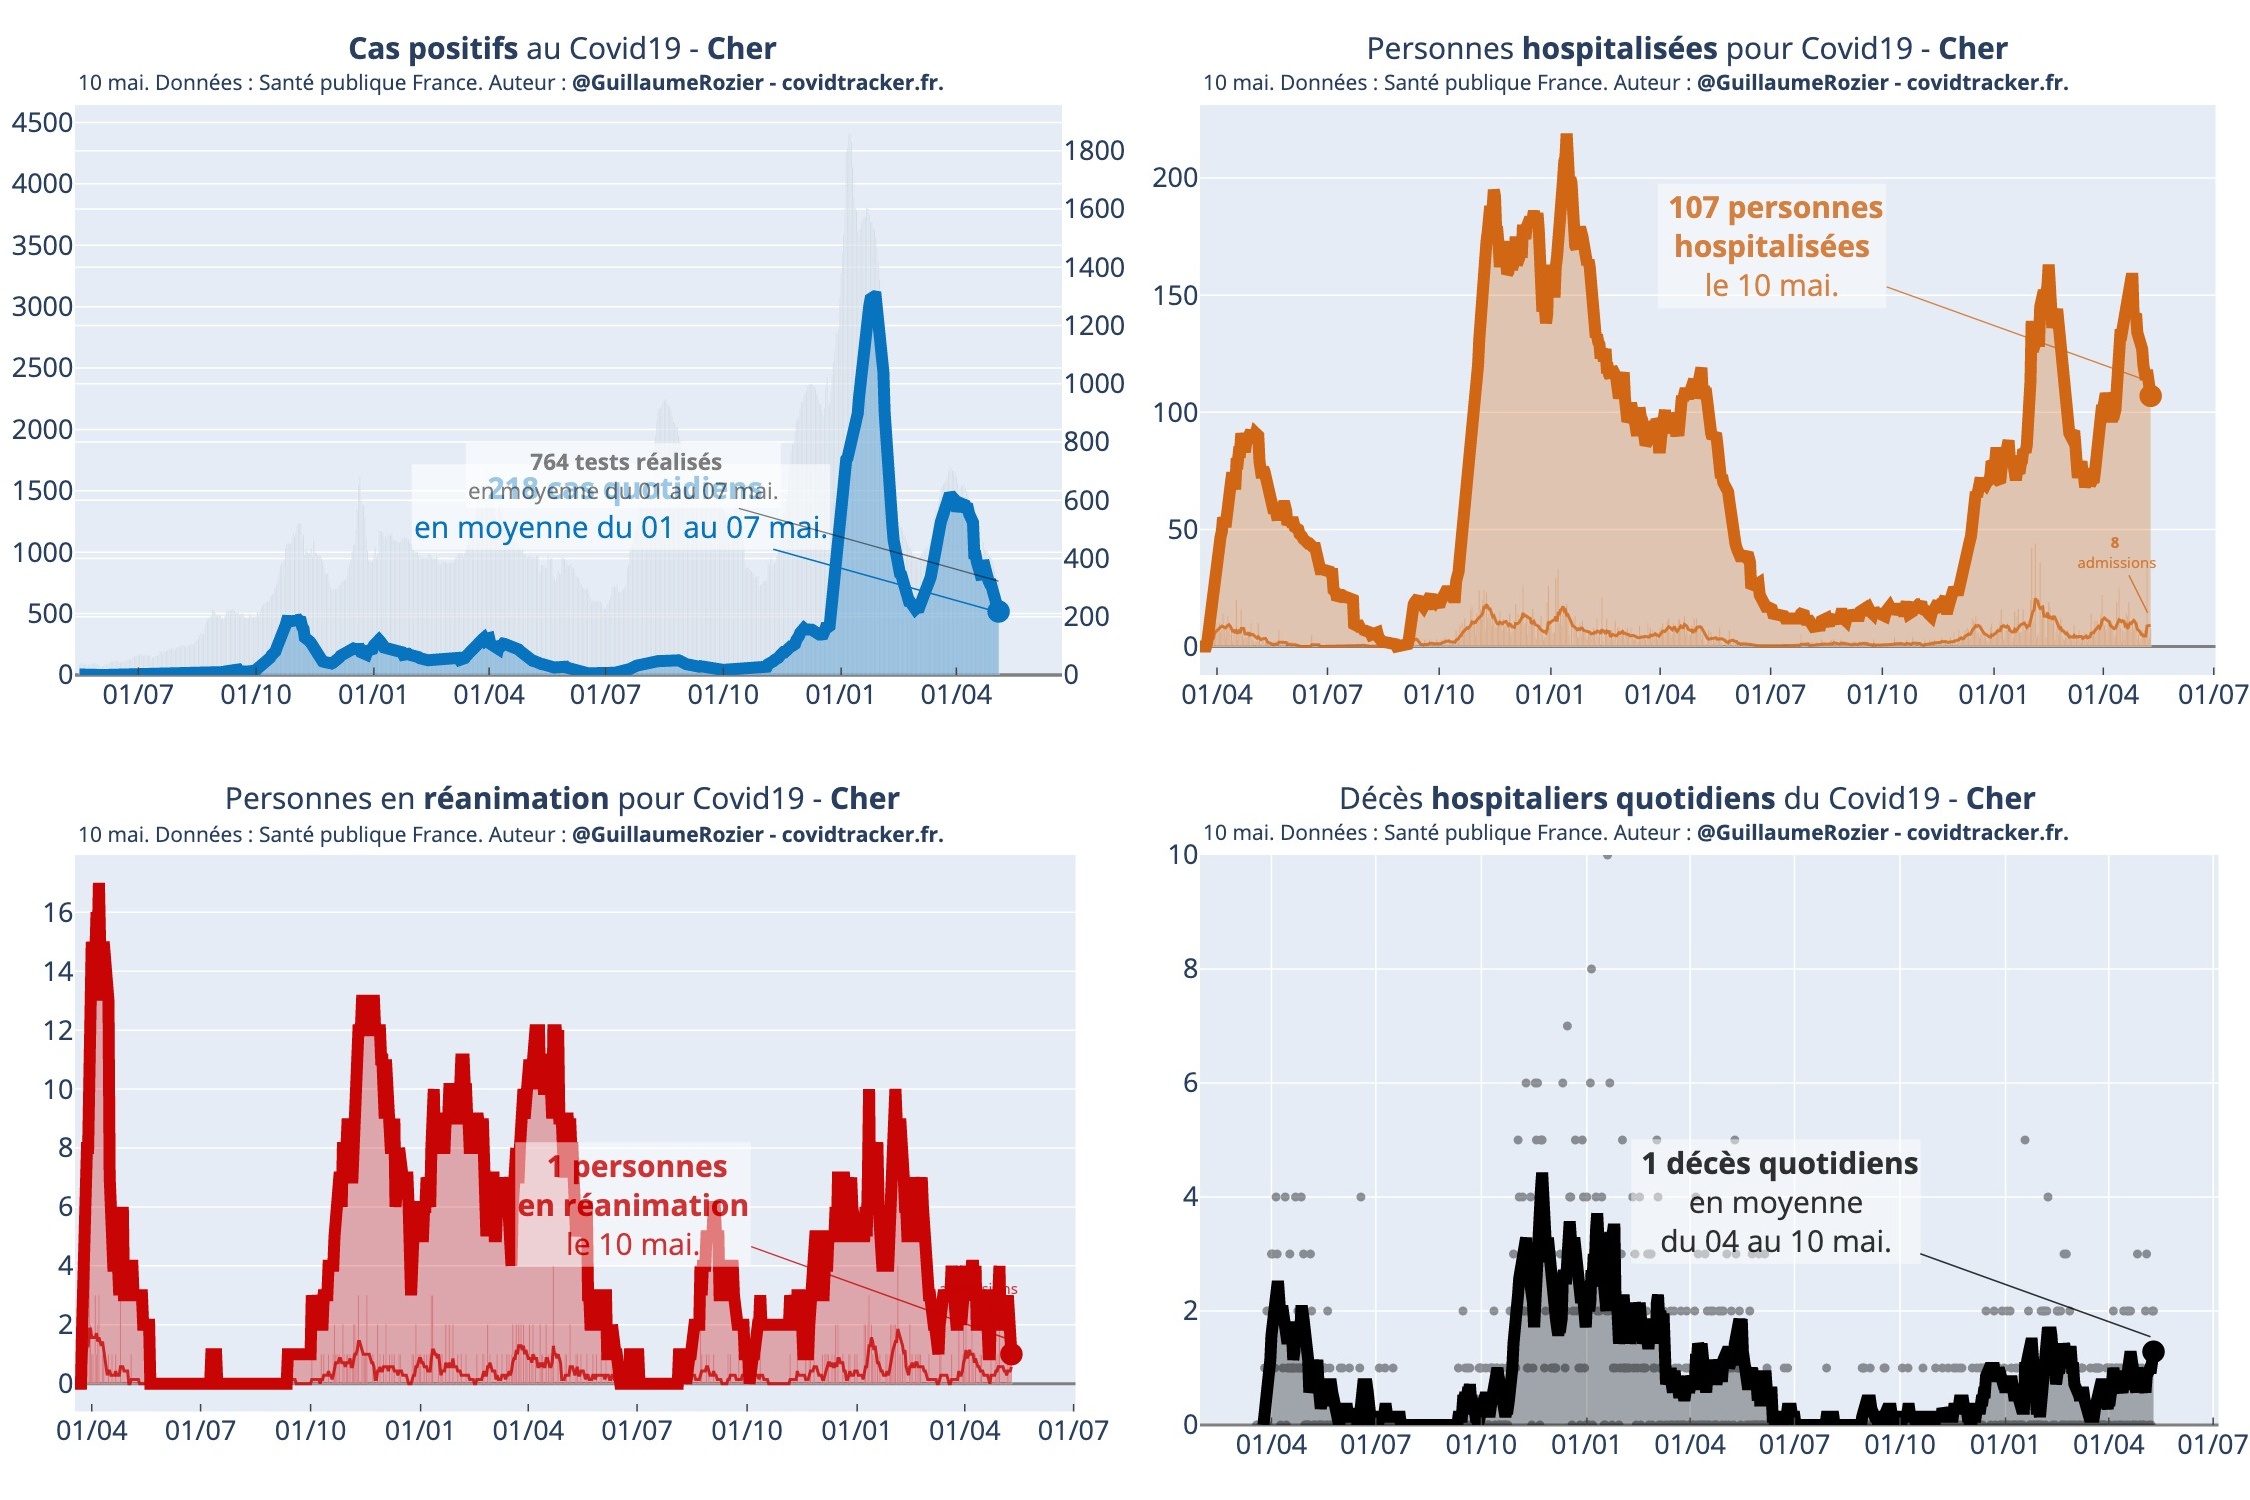 Cas positifs au Covid19 - Cher
10 mai. Données : Santé publique France. Auteur : @GuillaumeRozier - covidtracker.fr.
4500
4000
3500
3000
2500
2000
1500
1000
500
0
1800
1600
1400
1200
1000
800
600
400
200
0
764 tests réalisés
en moyenne du 01 au 07 mai.
218 cas quotidiens
en moyenne du 01 au 07 mai.
01/07 01/10 01/01 01/04 01/07 01/10 01/01 01/04
Personnes hospitalisées pour Covid19 - Cher
10 mai. Données : Santé publique France. Auteur : @GuillaumeRozier - covidtracker.fr.
200
150
100
50
0
107 personnes
hospitalisées
le 10 mai.
8
admissions
01/04 01/07 01/10 01/01 01/04 01/07 01/10 01/01 01/04 01/07
Personnes en réanimation pour Covid19 - Cher
10 mai. Données : Santé publique France. Auteur : @GuillaumeRozier - covidtracker.fr.
16
14
12
10
8
6
4
2
0
1 personnes
en réanimation
le 10 mai.
01/04 01/07 01/10 01/01 01/04 01/07 01/10 01/01 01/04 01/07
Décès hospitaliers quotidiens du Covid19 - Cher
10 mai. Données : Santé publique France. Auteur : @GuillaumeRozier - covidtracker.fr.
10
8
6
4
2
0
1 décès quotidiens
en moyenne
du 04 au 10 mai.
01/04 01/07 01/10 01/01 01/04 01/07 01/10 01/01 01/04 01/07